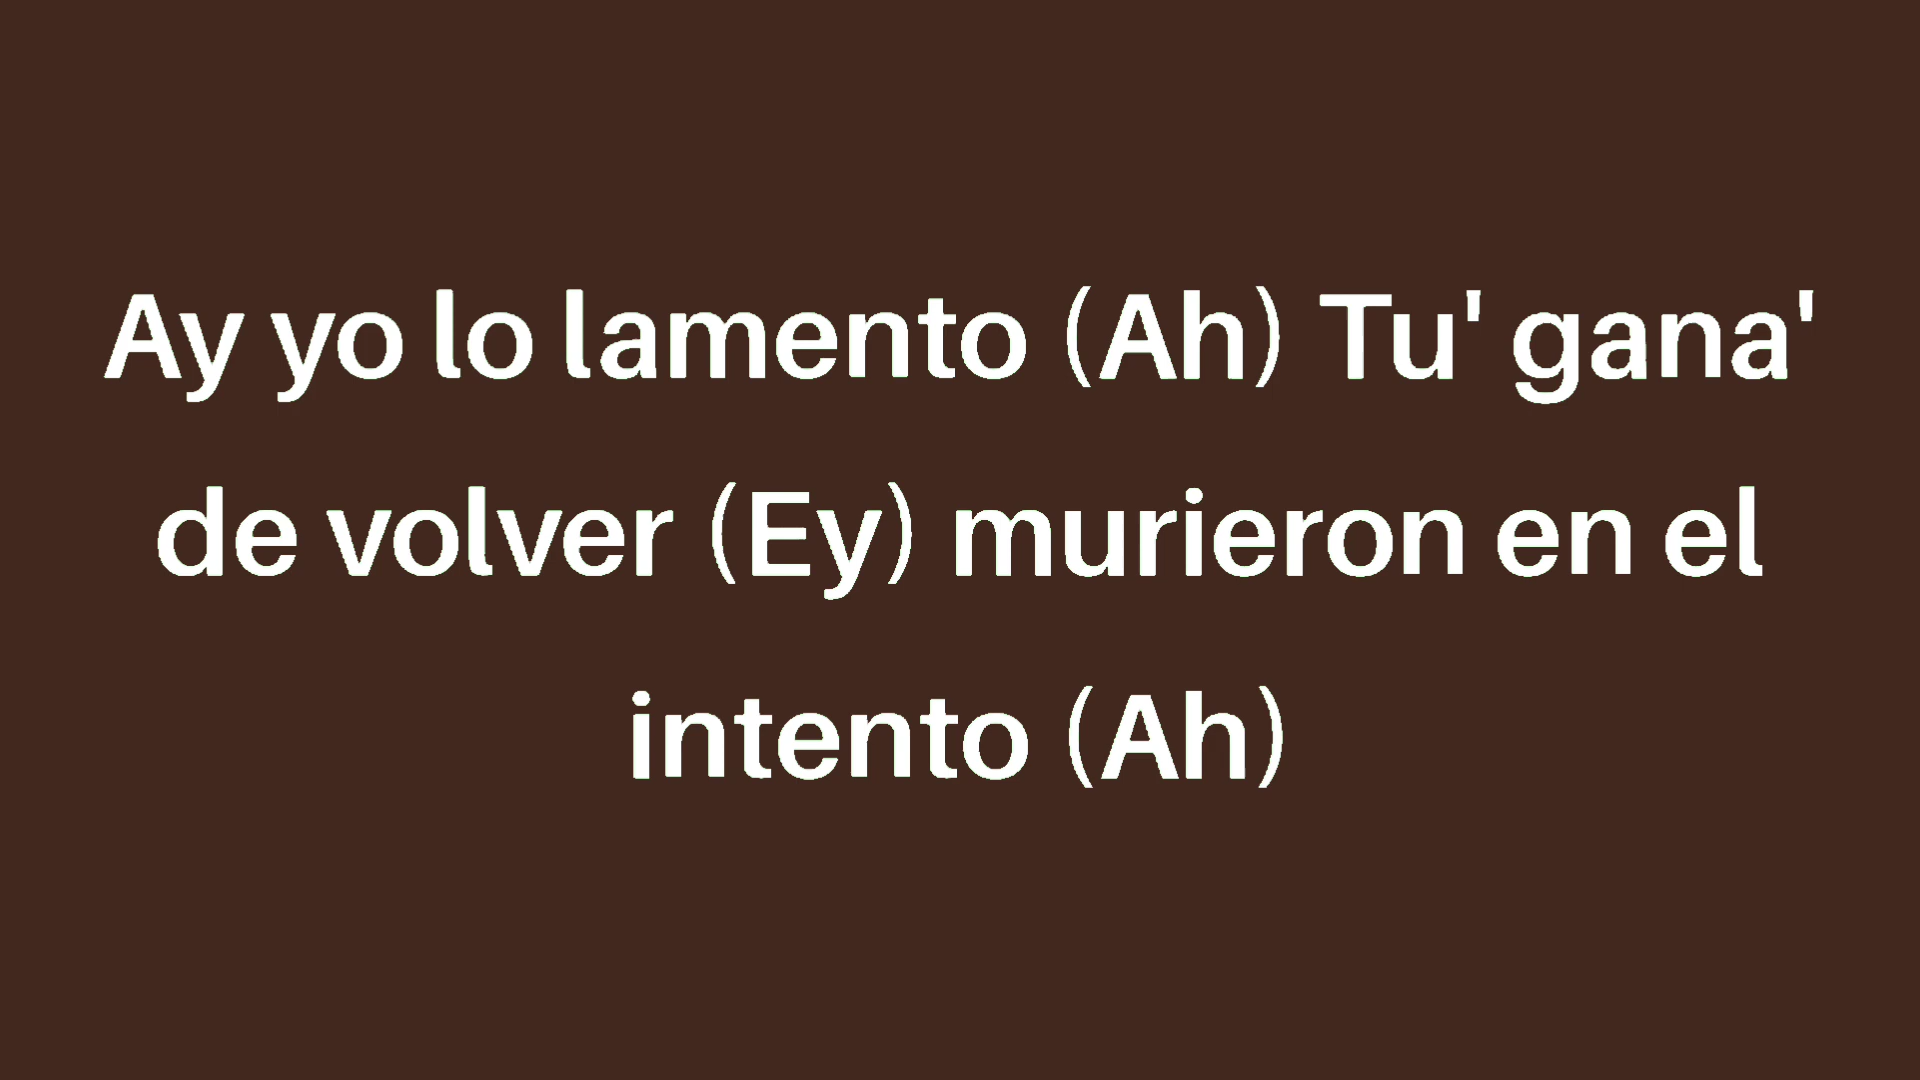 Ay yo lo lamento (Ah) Tu' gana'
de volver (Ey) murieron en el
intento (Ah)